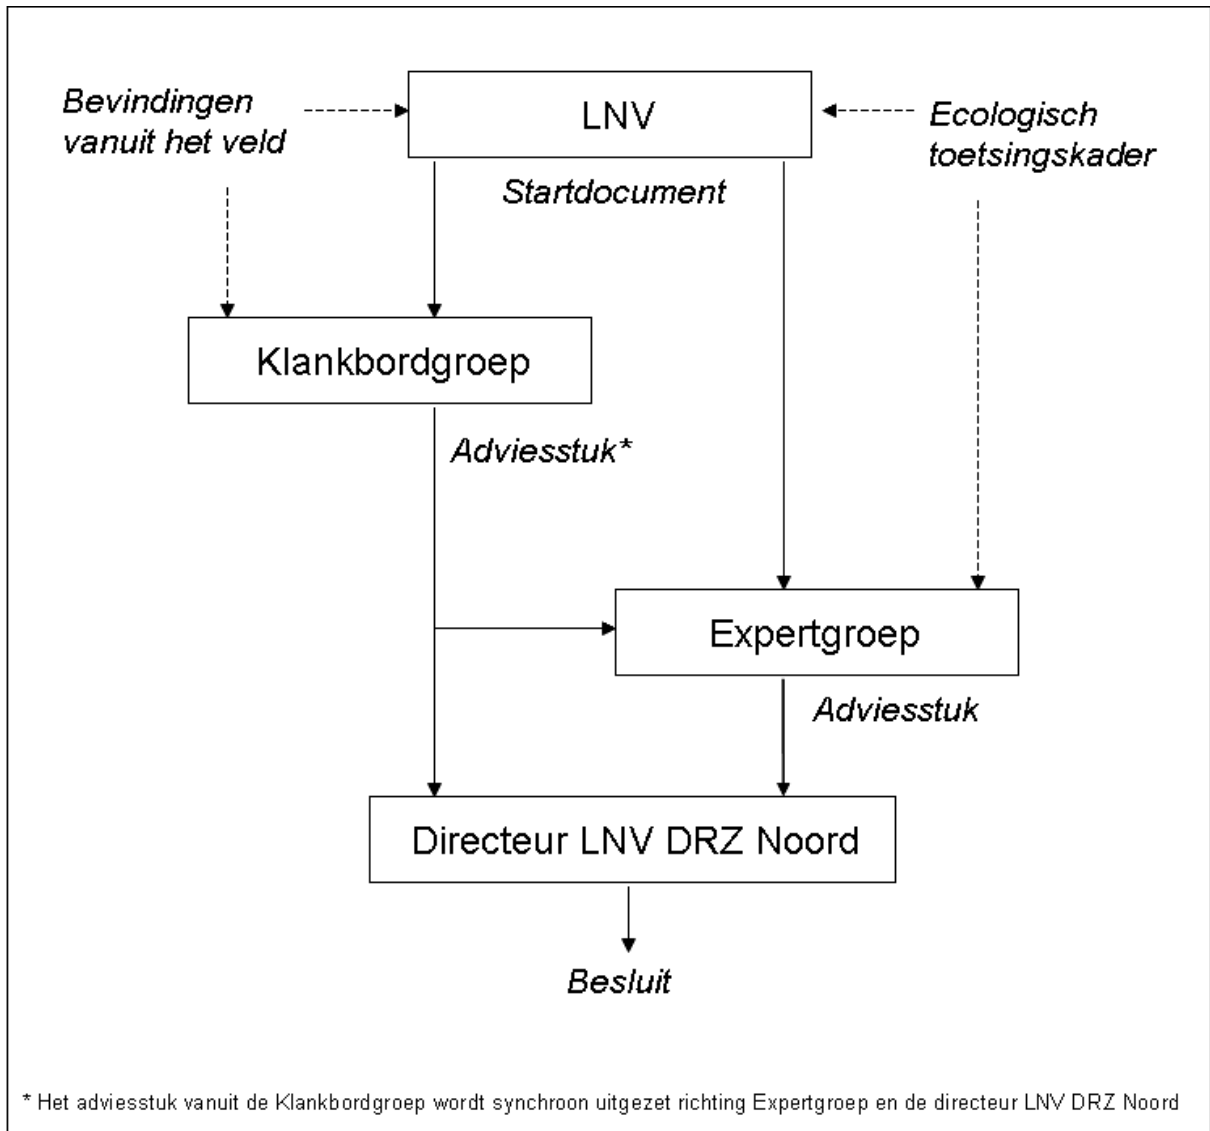 Bevindingen
vanuit het veld
LNV
Ecologisch
toetsingskader
Startdocument
Klankbordgroep
Adviesstuk*
Expertgroep
Adviesstuk
Directeur LNV DRZ Noord
Besluit
* Het adviesstuk vanuit de Klankbordgroep wordt synchroon uitgezet richting Expertgroep en de directeur LNV DRZ Noord